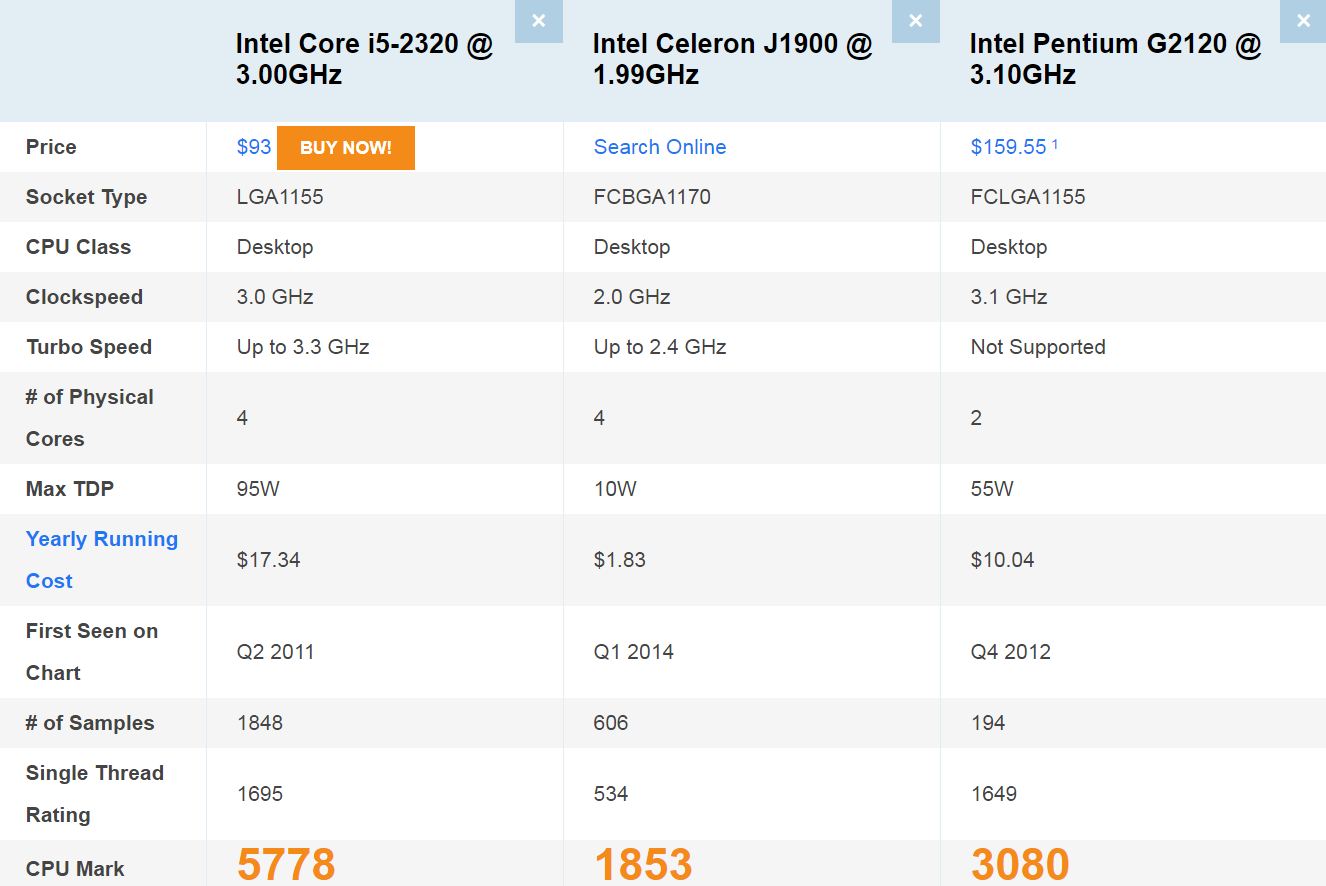 × × ×
Intel Core i5-2320 @ Intel Celeron J1900 @ Intel Pentium G2120 @
3.00GHz 1.99GHz 3.10GHz
Price $93 BUY NOW! Search Online $159.55 ¹
Socket Type LGA1155 FCBGA1170 FCLGA1155
CPU Class Desktop Desktop Desktop
Clockspeed 3.0 GHz 2.0 GHz 3.1 GHz
Turbo Speed Up to 3.3 GHz Up to 2.4 GHz Not Supported
# of Physical
Cores 4 4 2
Max TDP 95W 10W 55W
Yearly Running
Cost $17.34 $1.83 $10.04
First Seen on
Chart Q2 2011 Q1 2014 Q4 2012
# of Samples 1848 606 194
Single Thread
Rating 1695 534 1649
CPU Mark 5778 1853 3080